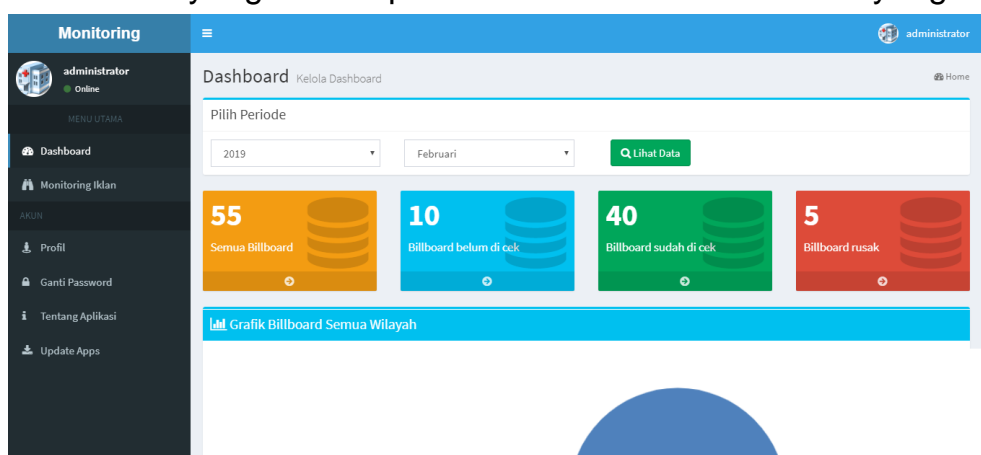 Monitoring
administrator
administrator
Online
MENU UTAMA
Dashboard
Monitoring Iklan
AKUN
Profil
Ganti Password
Tentang Aplikasi
Update Apps
Dashboard Kelola Dashboard
Home
Pilih Periode
2019
Februari
Lihat Data
55
Semua Billboard
10
Billboard belum di cek
40
Billboard sudah di cek
5
Billboard rusak
Grafik Billboard Semua Wilayah